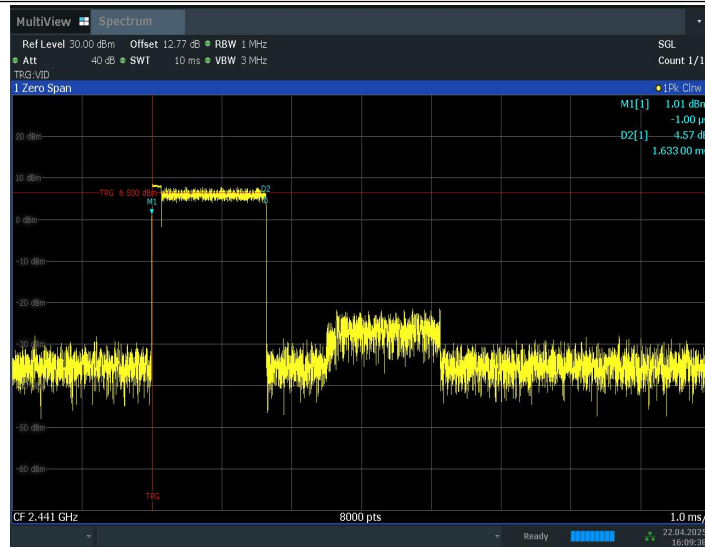 MultiView Spectrum
Ref Level 30.00 dBm Offset 12.77 dB RBW 1 MHz SGL
Att 40 dB SWT 10 ms VBW 3 MHz Count 1/1
TRG:VID
1 Zero Span 1Pk Clrw
M1[1] 1.01 dBm
-1.00 µs
D2[1] 4.57 dB
1.633 00 ms
20 dBm
10 dBm
TRG 6.500 dBm
D2
M1
0 dBm
-10 dBm
-20 dBm
-30 dBm
-50 dBm
-60 dBm
TRG
CF 2.441 GHz 8000 pts 1.0 ms/
Ready 22.04.2025
16:09:38